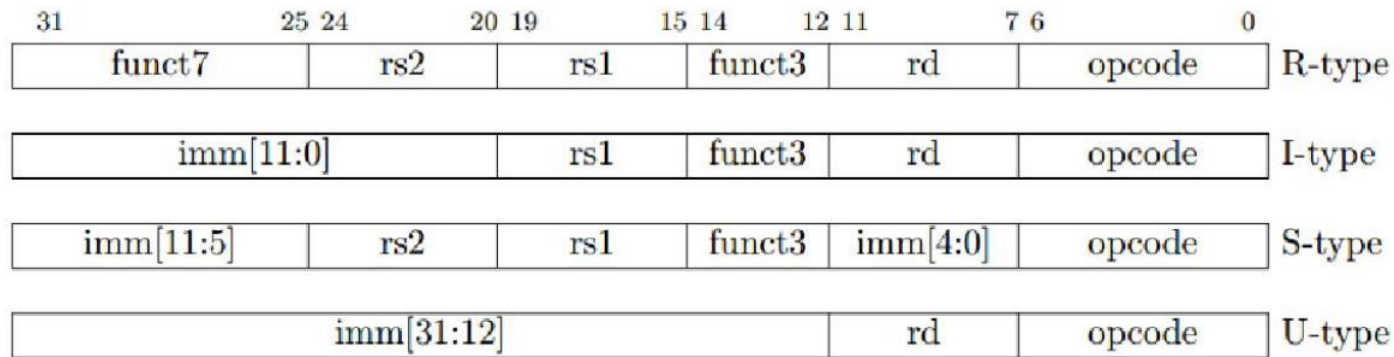 31 25 24 20 19 15 14 12 11 7 6 0
funct7 rs2 rs1 funct3 rd opcode R-type
imm[11:0] rs1 funct3 rd opcode I-type
imm[11:5] rs2 rs1 funct3 imm[4:0] opcode S-type
imm[31:12] rd opcode U-type